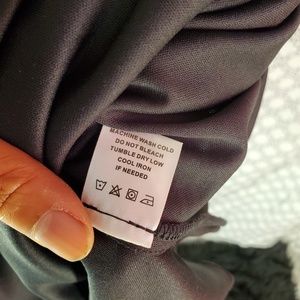 MACHINE WASH COLD
DO NOT BLEACH
TUMBLE DRY LOW
COOL IRON
IF NEEDED